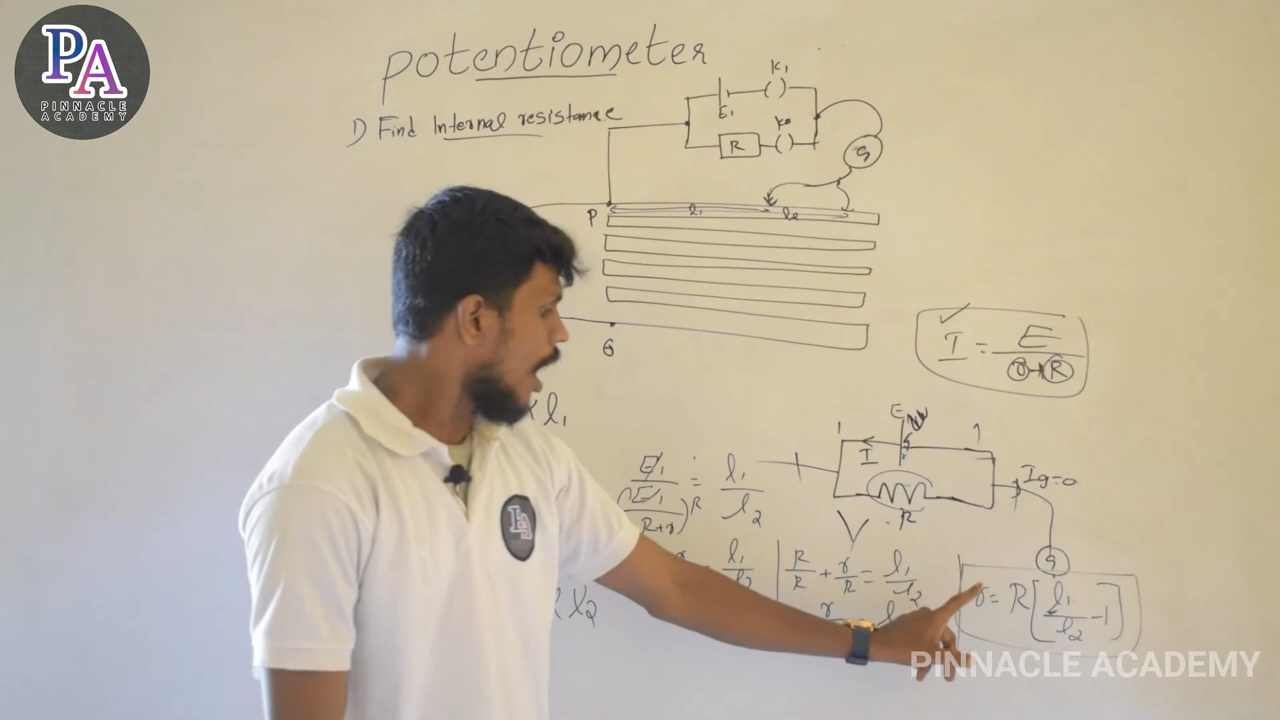 PA
PINNACLE
ACADEMY
potentiometer
1) Find Internal resistance
K1
E1
R
G
P
l1
l2
G
I = E / (r+R)
l1
E1 / (E1/(R+r))R = l1/l2
E
I
R
V
Ig=0
G
l1/l2
R/R + r/R = l1/l2
r
l2
r = R[l1/l2 -1]
PA
PINNACLE ACADEMY